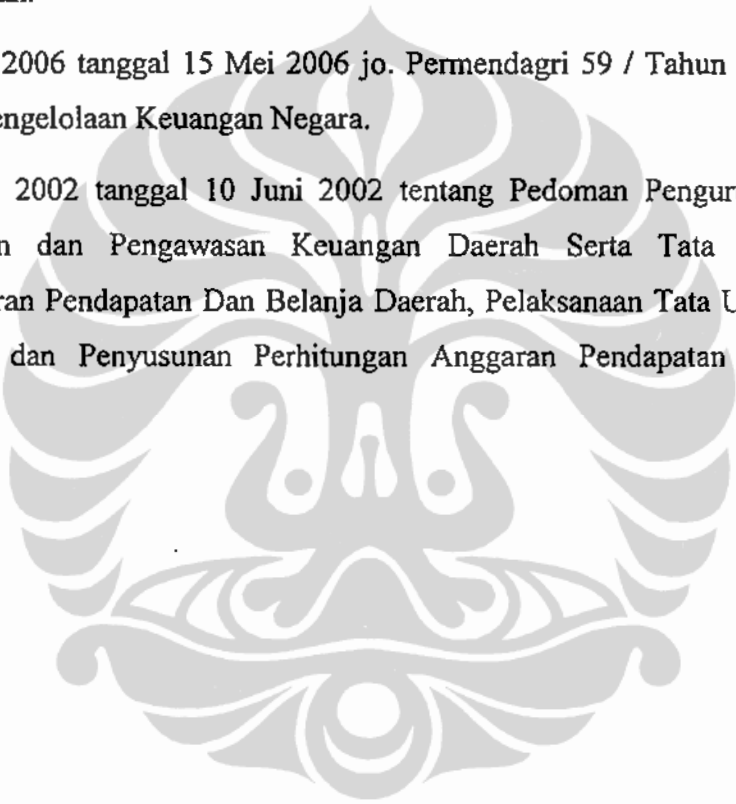 2006 tanggal 15 Mei 2006 jo. Permendagri 59 / Tahun
engelolaan Keuangan Negara.
2002 tanggal 10 Juni 2002 tentang Pedoman Pengur
n dan Pengawasan Keuangan Daerah Serta Tata
ran Pendapatan Dan Belanja Daerah, Pelaksanaan Tata U
dan Penyusunan Perhitungan Anggaran Pendapatan